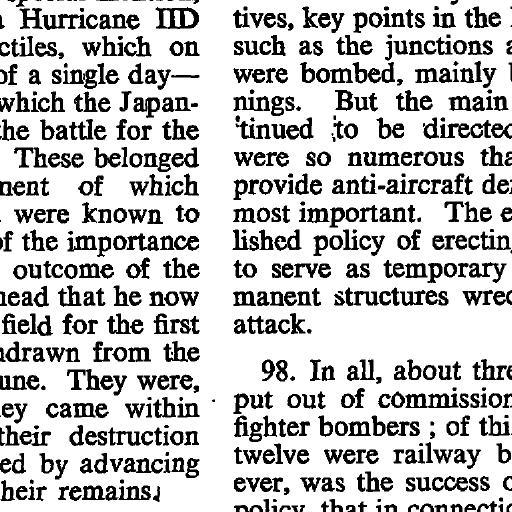 Hurricane IID
ctiles, which on
of a single day—
which the Japan-
the battle for the
These belonged
nent of which
were known to
of the importance
outcome of the
head that he now
field for the first
hdrawn from the
une. They were,
ey came within
their destruction
ed by advancing
heir remains.
tives, key points in the
such as the junctions
were bombed, mainly
nings. But the main
tinued to be directed
were so numerous tha
provide anti-aircraft de
most important. The e
lished policy of erectin
to serve as temporary
manent structures wrec
attack.
98. In all, about thre
put out of commission
fighter bombers ; of thi
twelve were railway b
ever, was the success o
policy, that in connectio